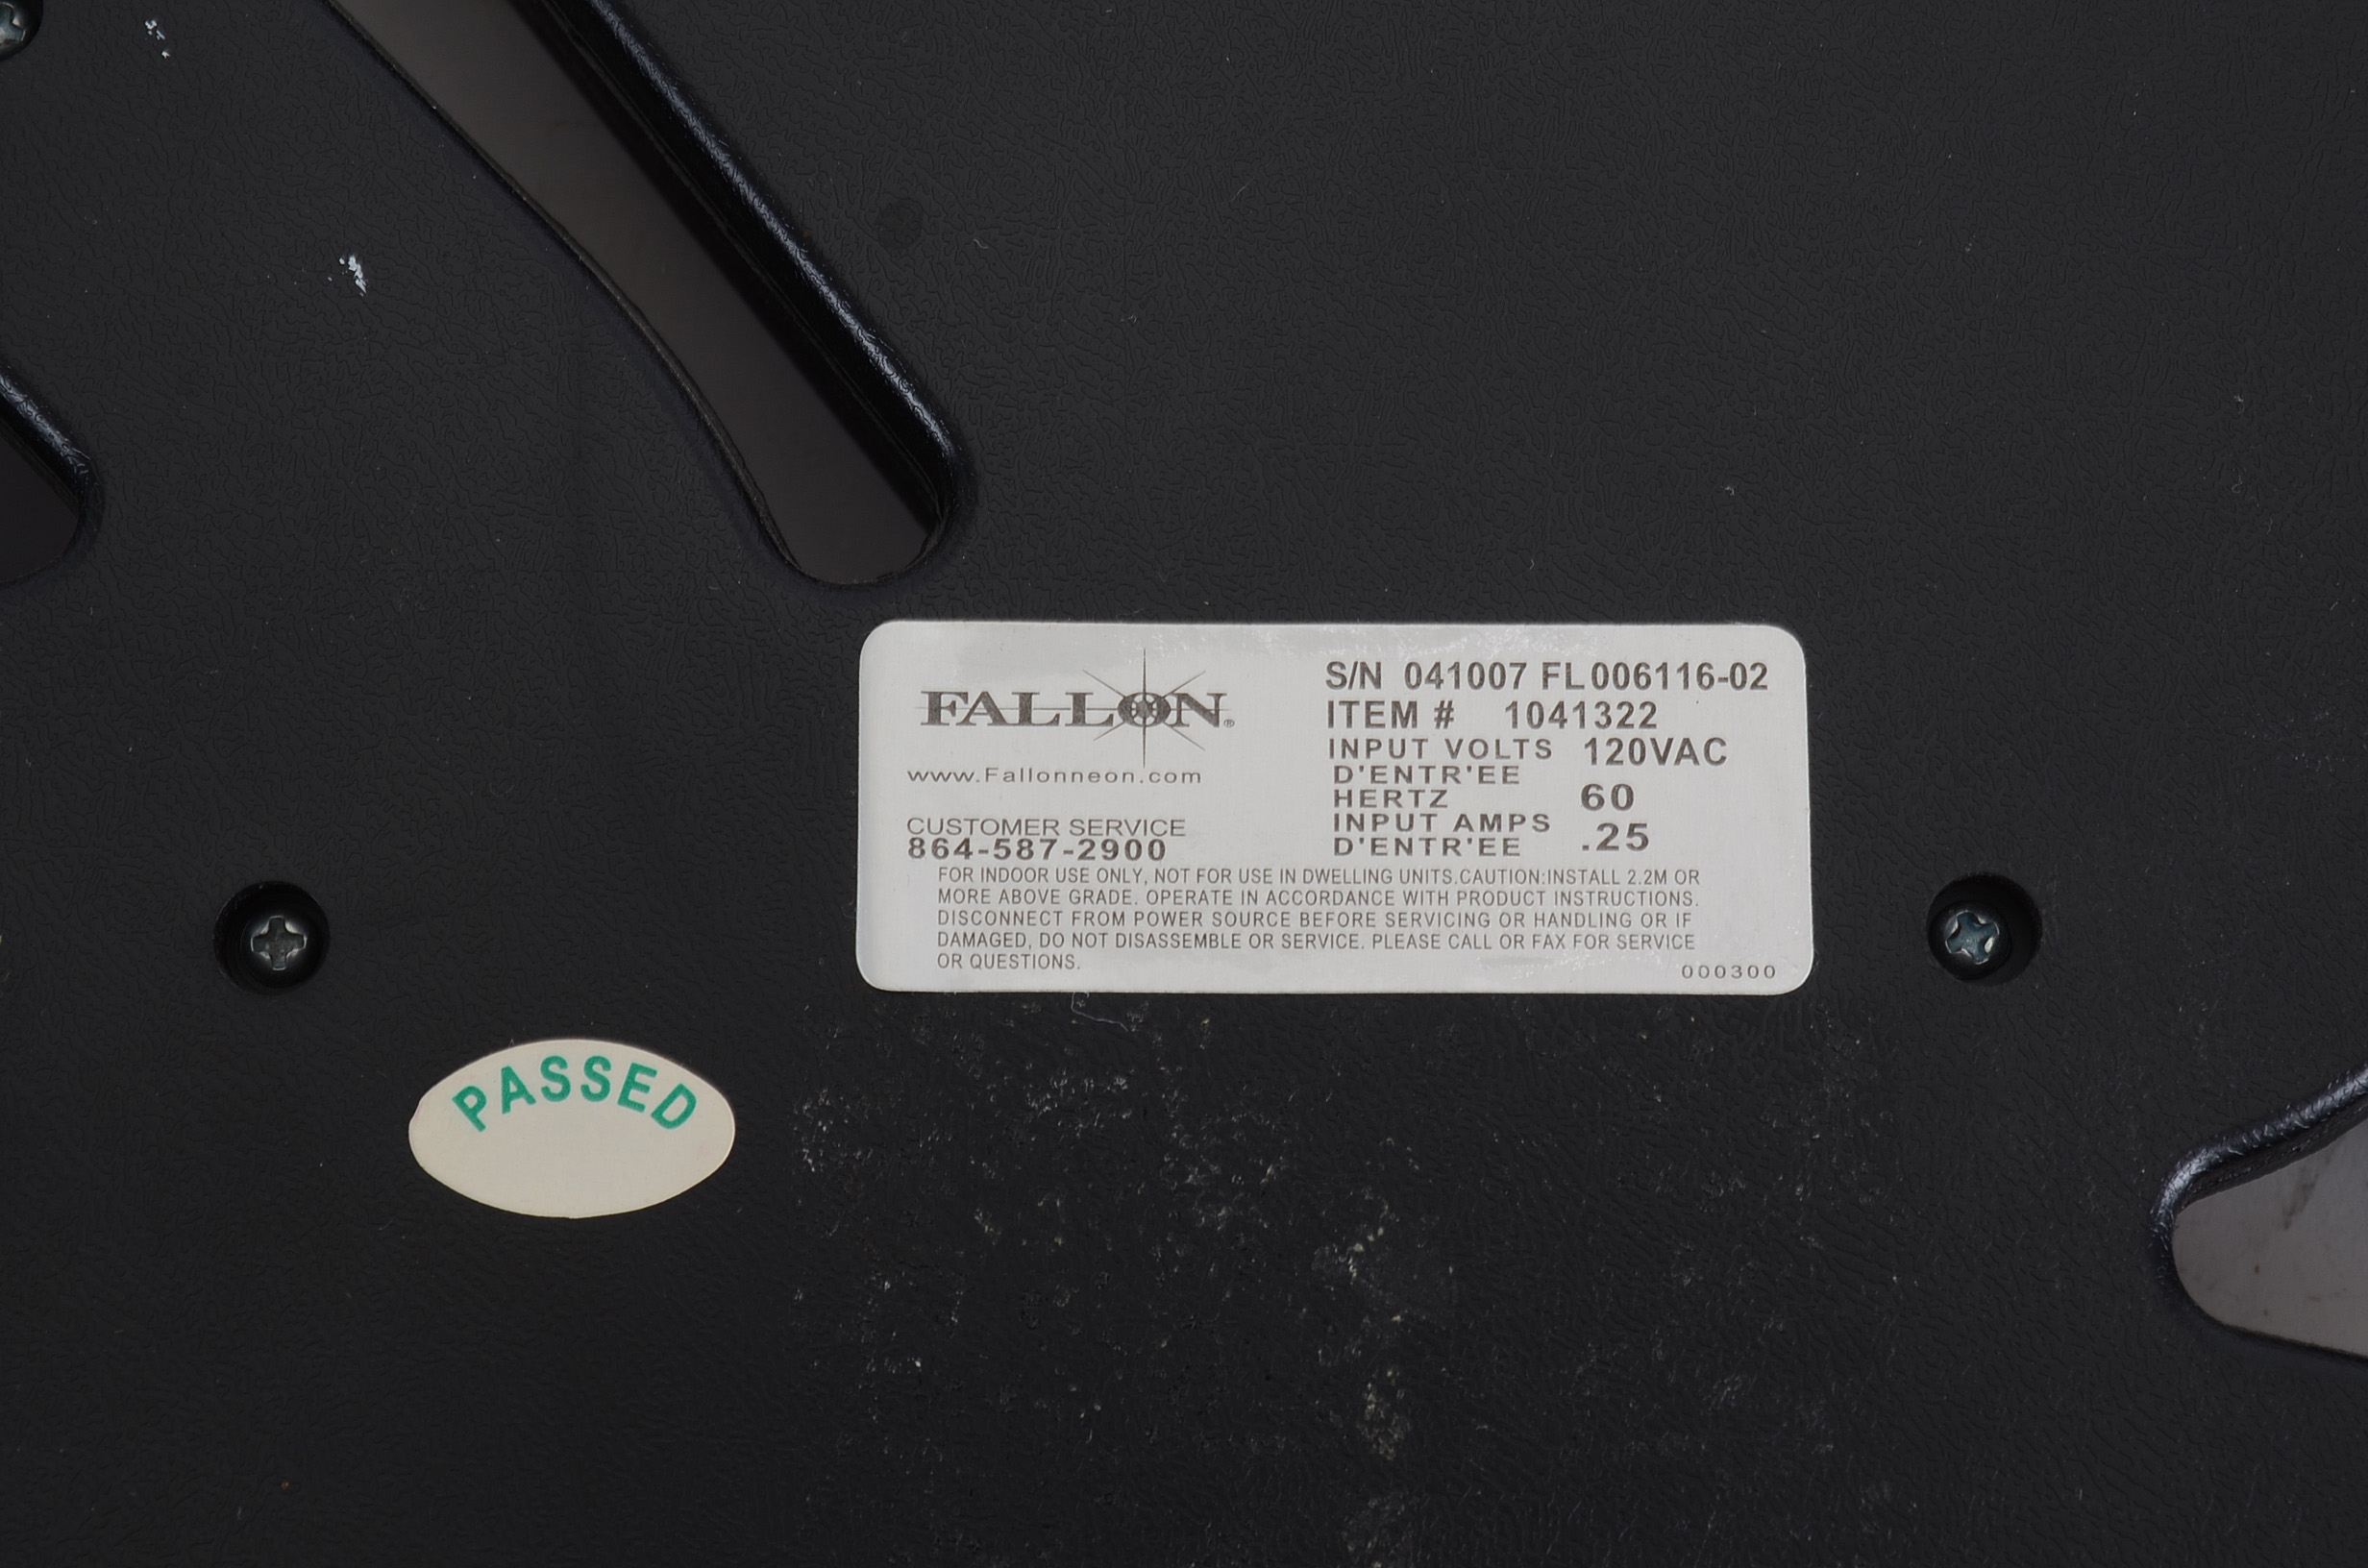 FALLON®
www.Fallonneon.com
CUSTOMER SERVICE
864-587-2900
S/N 041007 FL006116-02
ITEM # 1041322
INPUT VOLTS 120VAC
D'ENTR'EE
HERTZ 60
INPUT AMPS .25
D'ENTR'EE
FOR INDOOR USE ONLY, NOT FOR USE IN DWELLING UNITS.CAUTION:INSTALL 2.2M OR
MORE ABOVE GRADE. OPERATE IN ACCORDANCE WITH PRODUCT INSTRUCTIONS.
DISCONNECT FROM POWER SOURCE BEFORE SERVICING OR HANDLING OR IF
DAMAGED, DO NOT DISASSEMBLE OR SERVICE. PLEASE CALL OR FAX FOR SERVICE
OR QUESTIONS.
000300
PASSED